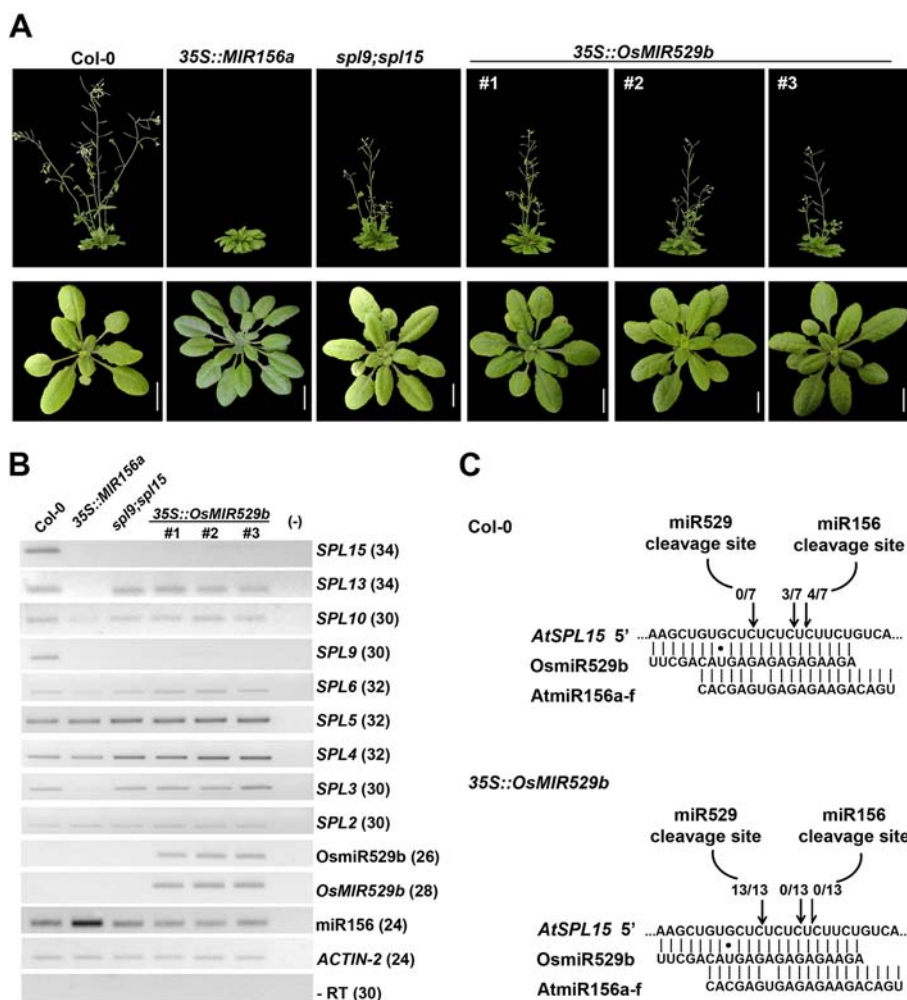 A
Col-0 35S::MIR156a spl9;spl15 35S::OsMIR529b
#1 #2 #3
B
Col-0 35S::MIR156a spl9;spl15 35S::OsMIR529b (-)
#1 #2 #3
SPL15 (34)
SPL13 (34)
SPL10 (30)
SPL9 (30)
SPL6 (32)
SPL5 (32)
SPL4 (32)
SPL3 (30)
SPL2 (30)
OsmiR529b (26)
OsMIR529b (28)
miR156 (24)
ACTIN-2 (24)
- RT (30)
C
Col-0
miR529 miR156
cleavage site cleavage site
0/7 3/7 4/7
AtSPL15 5' ...AAGCUGUGCUCUCUCUCUUCUGUCA...
OsmiR529b UUCGACAUGAGAGAGAGAAGA
AtmiR156a-f CACGAGUGAGAGAAGACAGU
35S::OsMIR529b
miR529 miR156
cleavage site cleavage site
13/13 0/13 0/13
AtSPL15 5' ...AAGCUGUGCUCUCUCUCUUCUGUCA...
OsmiR529b UUCGACAUGAGAGAGAGAAGA
AtmiR156a-f CACGAGUGAGAGAAGACAGU